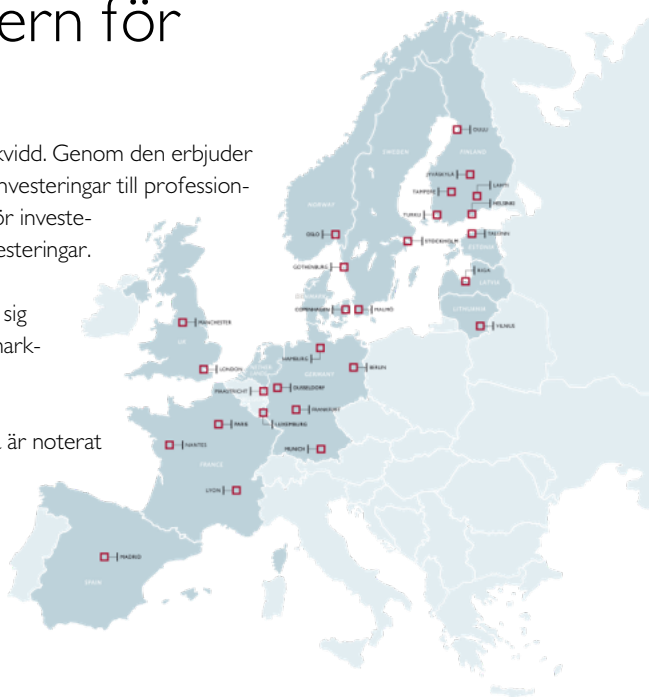 ern för
kvidd. Genom den erbjuder
nvesteringar till profession-
ör investe-
esteringar.
sig
nark-
är noterat
OULU
SWEDEN
FINLAND
JYVÄSKYLÄ
LAHTI
TAMPERE
HELSINKI
NORWAY
TURKU
OSLO
STOCKHOLM
TALLINN
ESTONIA
GOTHENBURG
RIGA
LATVIA
DENMARK
COPENHAGEN
MALMÖ
LITHUANIA
MANCHESTER
VILNIUS
UK
HAMBURG
LONDON
BERLIN
GERMANY
MAASTRICHT
DUSSELDORF
FRANKFURT
PARIS
LUXEMBURG
NANTES
MUNICH
FRANCE
LYON
MADRID
SPAIN